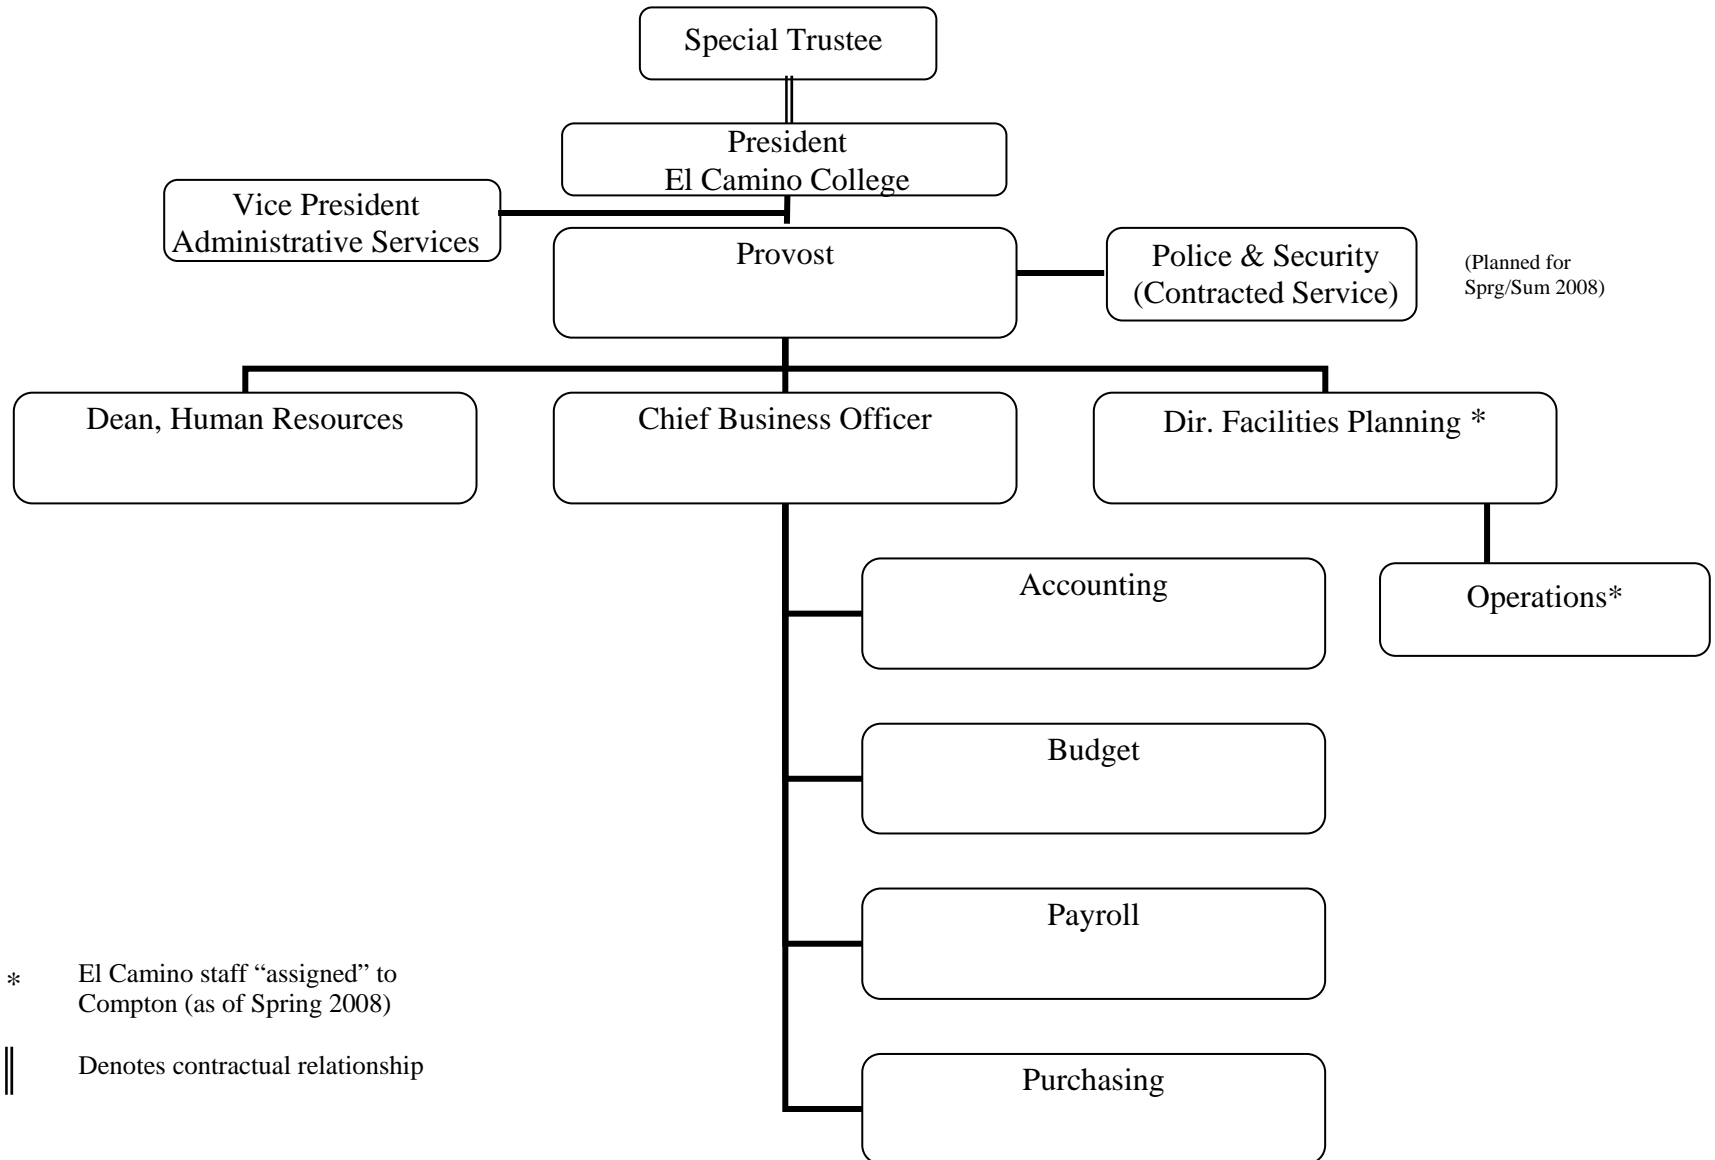 Special Trustee
President
El Camino College
Vice President
Administrative Services
Provost
Police & Security
(Contracted Service)
(Planned for
Sprg/Sum 2008)
Dean, Human Resources
Chief Business Officer
Dir. Facilities Planning *
Accounting
Operations*
Budget
Payroll
* El Camino staff “assigned” to
Compton (as of Spring 2008)
Denotes contractual relationship
Purchasing